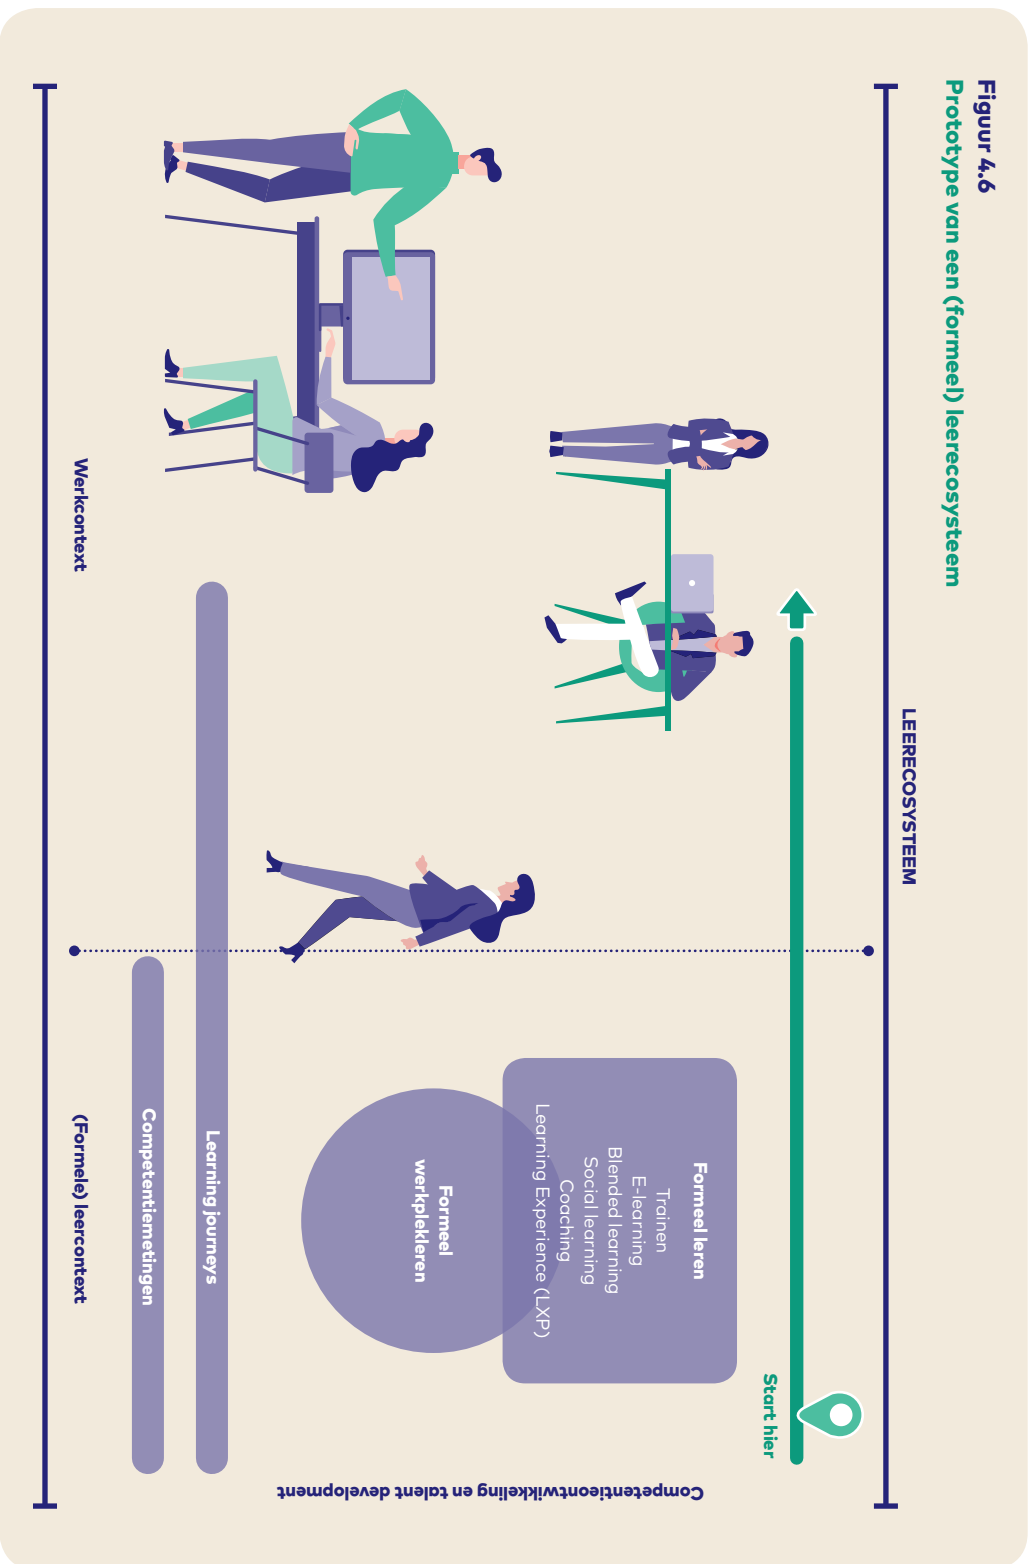 Figuur 4.6
Prototype van een (formeel) leerecosysteem
LEERECOSYSTEEM
Start hier
Formeel leren
Trainen
E-learning
Blended learning
Social learning
Coaching
Learning Experience (LXP)
Formeel
werkplekleren
Learning journeys
Competentiemetingen
Werkcontext
(Formele) leercontext
Competentieontwikkeling en talent development